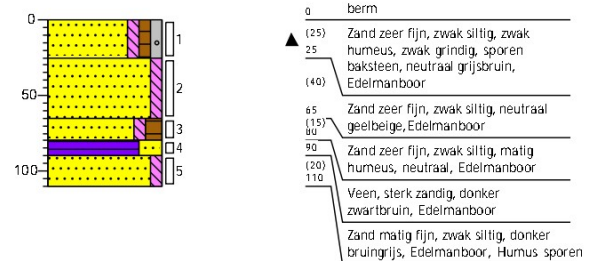 0
50
100
1
2
3
4
5
0
berm
(25)
Zand zeer fijn, zwak siltig, zwak
25
humeus, zwak grindig, sporen
baksteen, neutraal grijsbruin,
(40)
Edelmanboor
65
Zand zeer fijn, zwak siltig, neutraal
(15)
geelbeige, Edelmanboor
80
90
Zand zeer fijn, zwak siltig, matig
(20)
humeus, neutraal, Edelmanboor
110
Veen, sterk zandig, donker
zwartbruin, Edelmanboor
Zand matig fijn, zwak siltig, donker
bruingrijs, Edelmanboor, Humus sporen